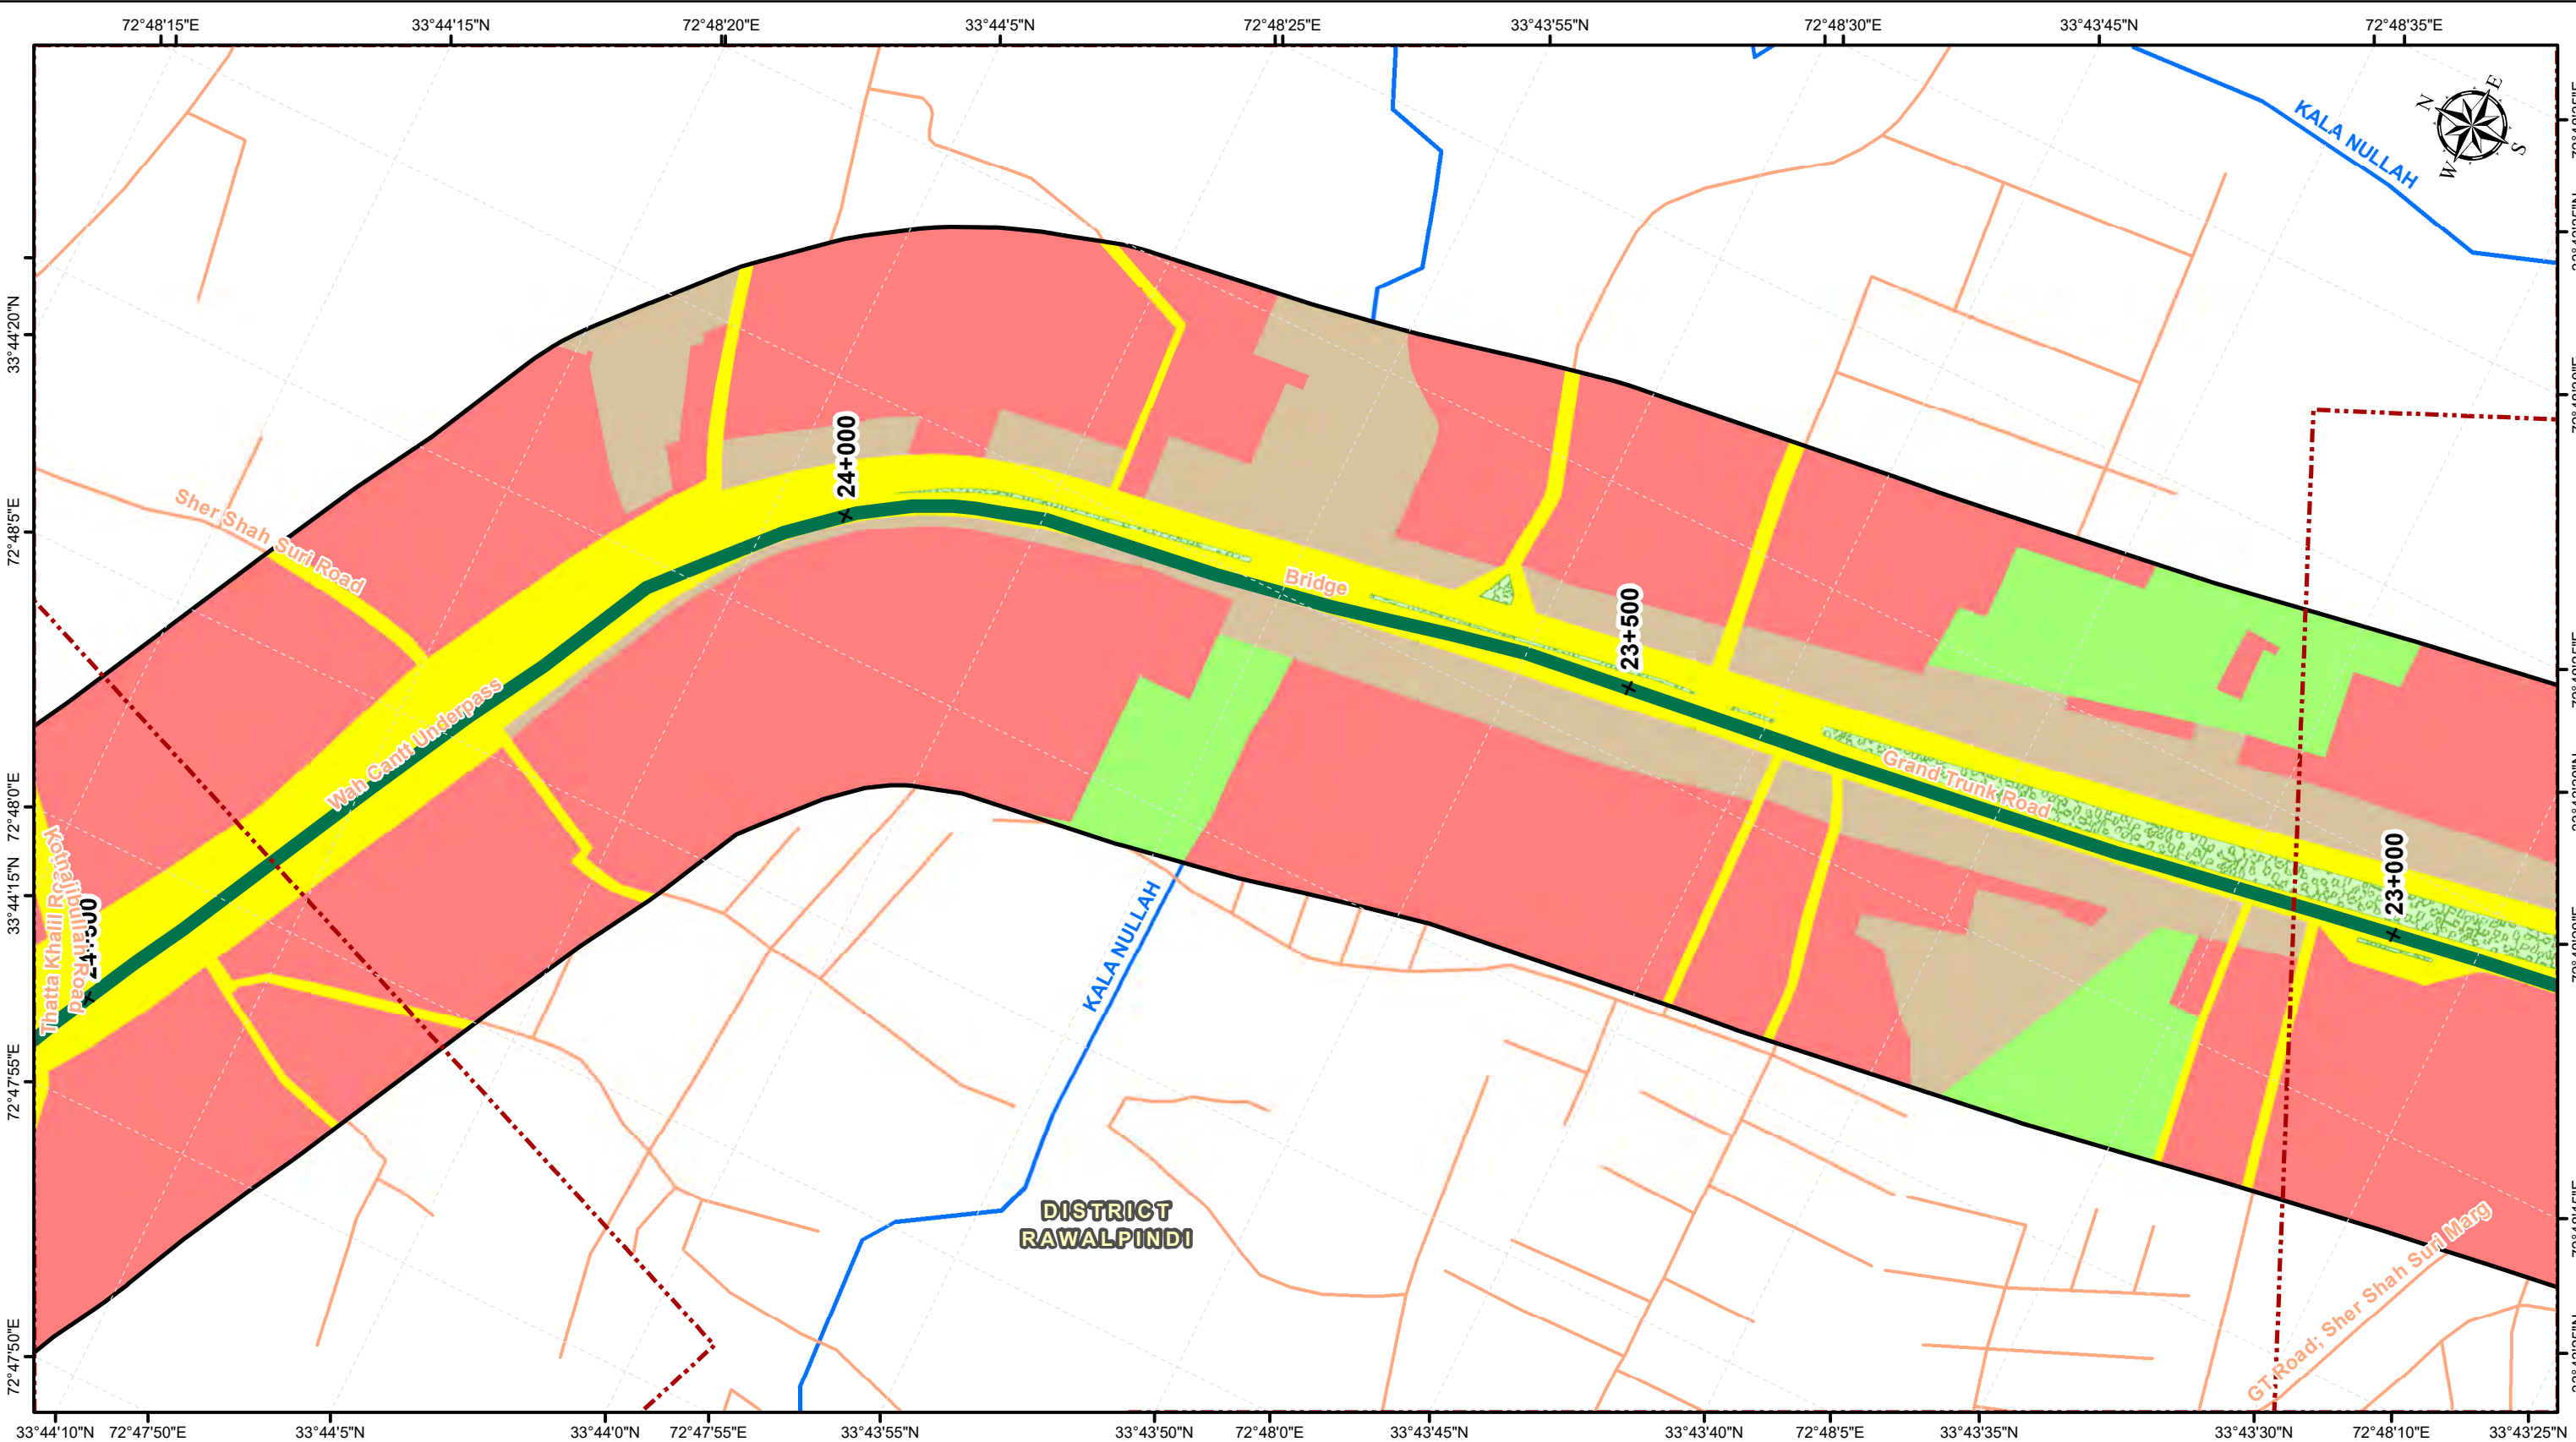 72°48'15"E
33°44'15"N
72°48'20"E
33°44'5"N
72°48'25"E
33°43'55"N
72°48'30"E
33°43'45"N
72°48'35"E
N
E
W
S
KALA NULLAH
33°44'20"N
72°48'5"E
72°48'0"E
33°44'15"N
72°47'55"E
72°47'50"E
24+000
Sher Shah Suri Road
Bridge
23+500
Wah Cantt Underpass
Grand Trunk Road
23+000
Thatta Khalil Road
KALA NULLAH
DISTRICT
RAWALPINDI
GT Road; Sher Shah Suri Marg
33°44'10"N
72°47'50"E
33°44'5"N
33°44'0"N
72°47'55"E
33°43'55"N
33°43'50"N
72°48'0"E
33°43'45"N
33°43'40"N
72°48'5"E
33°43'35"N
33°43'30"N
72°48'10"E
33°43'25"N